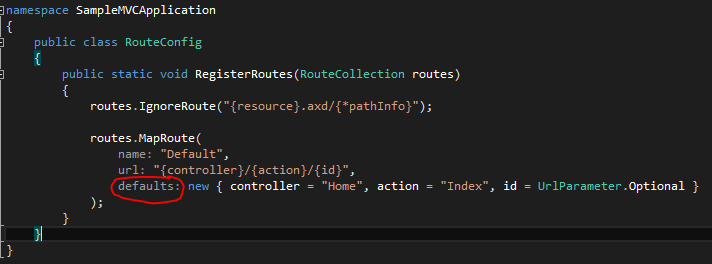 namespace SampleMVCApplication
{
public class RouteConfig
{
public static void RegisterRoutes(RouteCollection routes)
{
routes.IgnoreRoute("{resource}.axd/{*pathInfo}");
routes.MapRoute(
name: "Default",
url: "{controller}/{action}/{id}",
defaults: new { controller = "Home", action = "Index", id = UrlParameter.Optional }
);
}
}
}